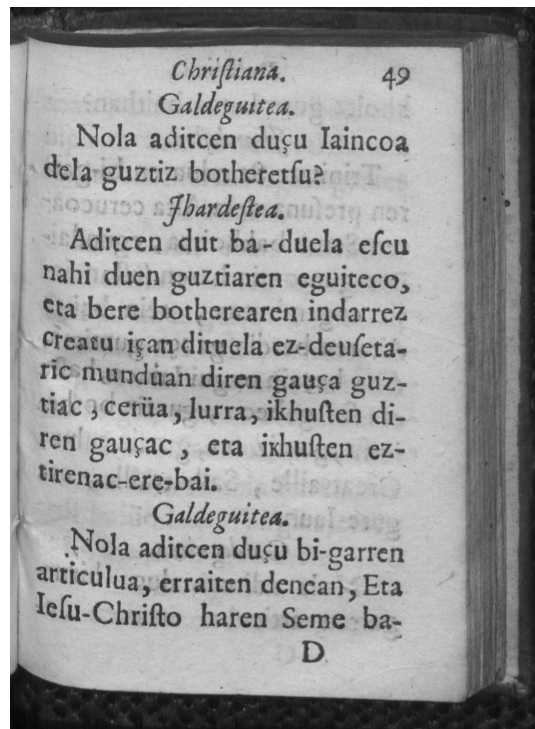 Chriſtiana. 49
Galdeguitea.
Nola aditcen duçu Iaincoa
dela guztiz botheretſu?
Jhardeſtea.
Aditcen dut ba-duela eſcu
nahi duen guztiaren eguiteco,
eta bere botherearen indarrez
creatu içan dituela ez-deuſeta-
ric munduan diren gauça guz-
tiac, cerüa, lurra, ikhuſten di-
ren gauçac, eta ikhuſten ez-
tirenac-ere-bai.
Galdeguitea.
Nola aditcen duçu bi-garren
articulua, erraiten denean, Eta
Ieſu-Chriſto haren Seme ba-
D